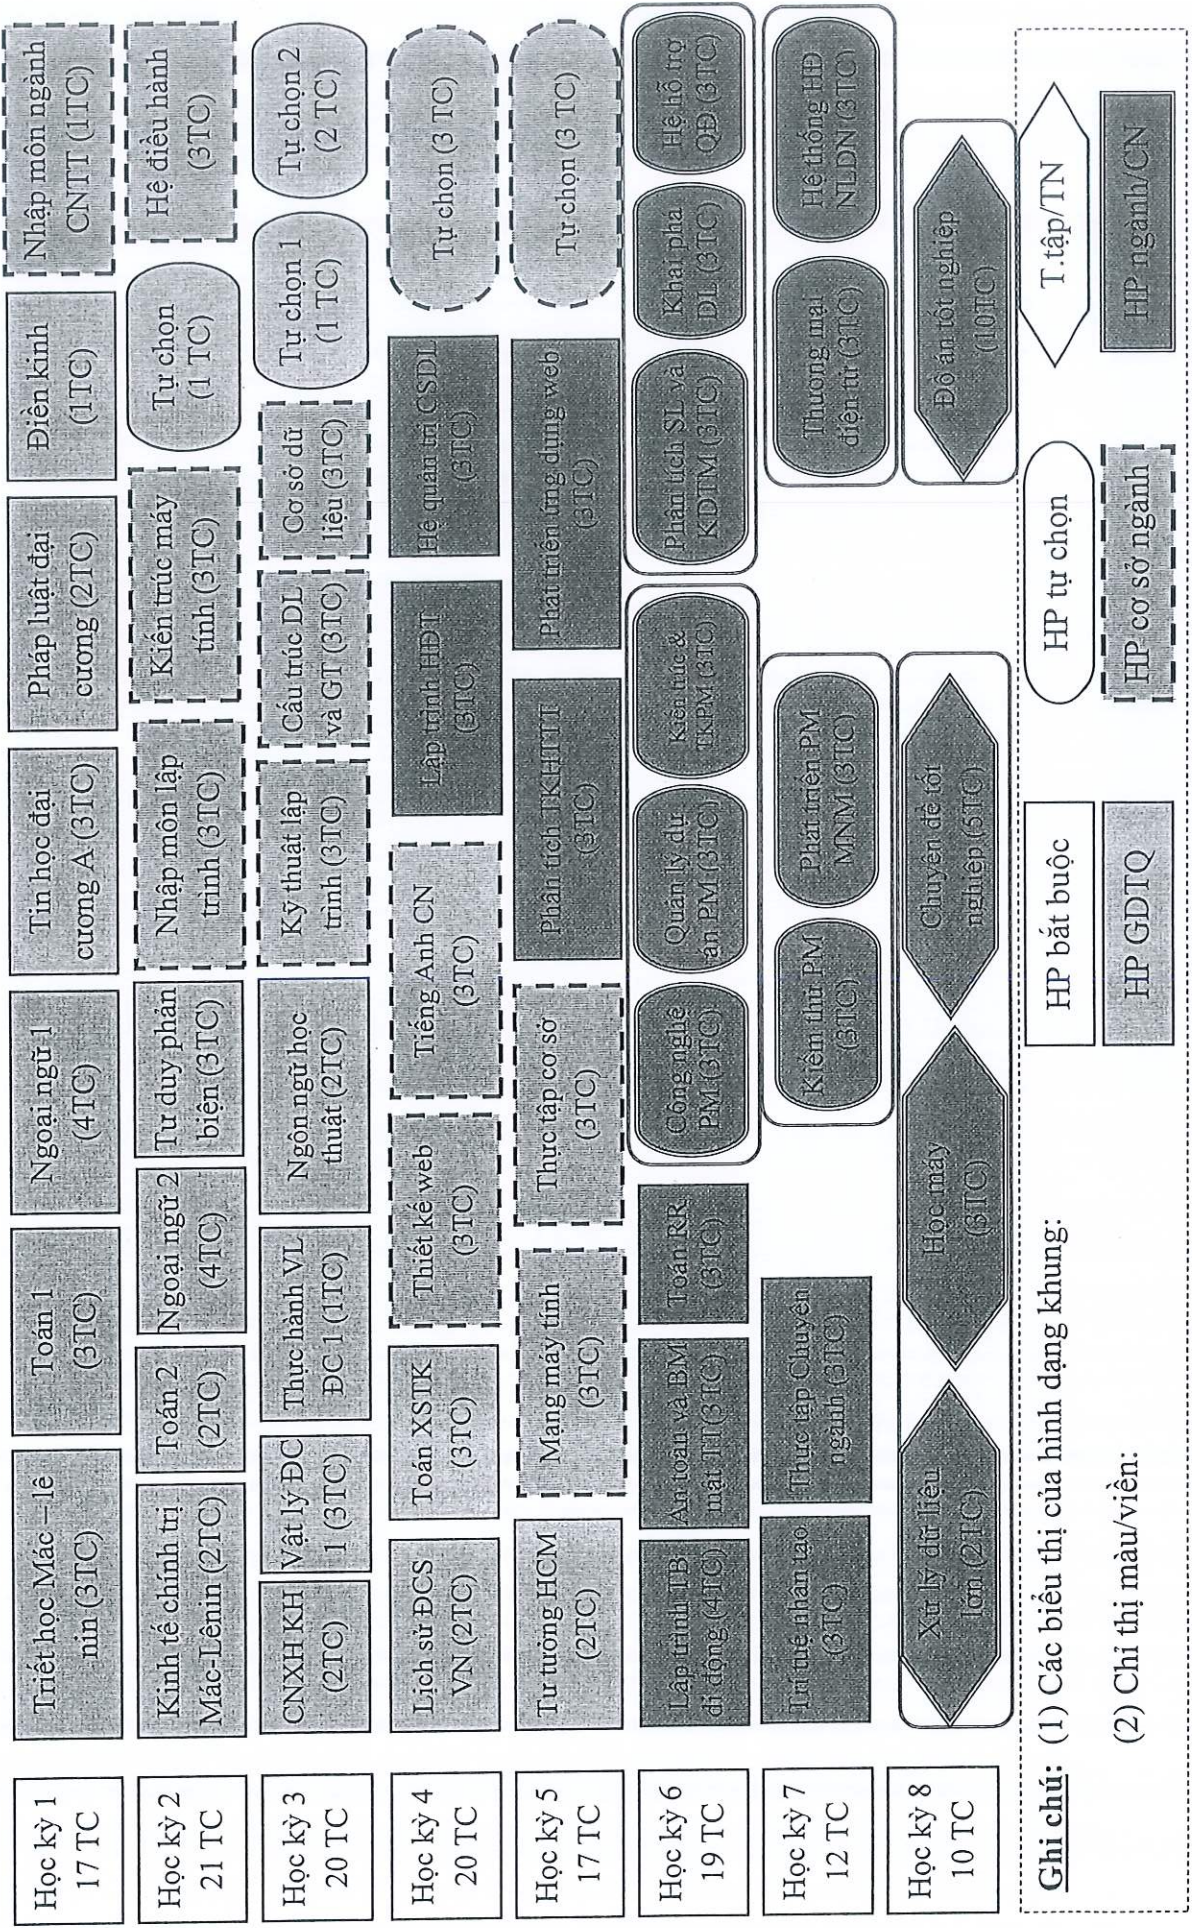 Học kỳ 1
17 TC
Triết học Mác –lê
nin (3TC)
Toán 1
(3TC)
Ngoại ngữ 1
(4TC)
Tin học đại
cương A (3TC)
Pháp luật đại
cương (2TC)
Điền kinh
(1TC)
Nhập môn ngành
CNTT (1TC)
Học kỳ 2
21 TC
Kinh tế chính trị
Mác-Lênin (2TC)
Toán 2
(2TC)
Ngoại ngữ 2
(4TC)
Tư duy phản
biện (3TC)
Nhập môn lập
trình (3TC)
Kiến trúc máy
tính (3TC)
Tự chọn
(1 TC)
Hệ điều hành
(3TC)
Học kỳ 3
20 TC
CNXH KH
(2TC)
Vật lý ĐC
1 (3TC)
Thực hành VL
ĐC 1 (1TC)
Ngôn ngữ học
thuật (2TC)
Kỹ thuật lập
trình (3TC)
Cấu trúc DL
và GT (3TC)
Cơ sở dữ
liệu (3TC)
Tự chọn 1
(1 TC)
Tự chọn 2
(2 TC)
Học kỳ 4
20 TC
Lịch sử ĐCS
VN (2TC)
Toán XSTK
(3TC)
Thiết kế web
(3TC)
Tiếng Anh CN
(3TC)
Lập trình HĐT
(3TC)
Hệ quản trị CSDL
(3TC)
Tự chọn (3 TC)
Học kỳ 5
17 TC
Tư tưởng HCM
(2TC)
Mạng máy tính
(3TC)
Thực tập cơ sở
(3TC)
Phân tích TKHTTT
(3TC)
Phát triển ứng dụng web
(3TC)
Tự chọn (3 TC)
Học kỳ 6
19 TC
Lập trình TB
di động (4TC)
An toàn và BM
mật TT (3TC)
Toán RR
(3TC)
Công nghệ
PM (3TC)
Quản lý dự
án PM (3TC)
Kiến trúc &
TKPM (3TC)
Phân tích SL và
KDTM (3TC)
Khai phá
DL (3TC)
Hệ hỗ trợ
QĐ (3TC)
Học kỳ 7
12 TC
Trí tuệ nhân tạo
(3TC)
Thực tập Chuyên
ngành (3TC)
Kiểm thử PM
(3TC)
Phát triển PM
MNM (3TC)
Thương mại
điện tử (3TC)
Hệ thống HĐ
NLDN (3TC)
Học kỳ 8
10 TC
Xử lý dữ liệu
lớn (2TC)
Học máy
(3TC)
Chuyên đề tốt
nghiệp (5TC)
Đồ án tốt nghiệp
(10TC)
Ghi chú: (1) Các biểu thị của hình dạng khung:
HP bắt buộc
HP tự chọn
T.tập/TN
(2) Chỉ thị màu/viền:
HP GDTQ
HP cơ sở ngành
HP ngành/CN